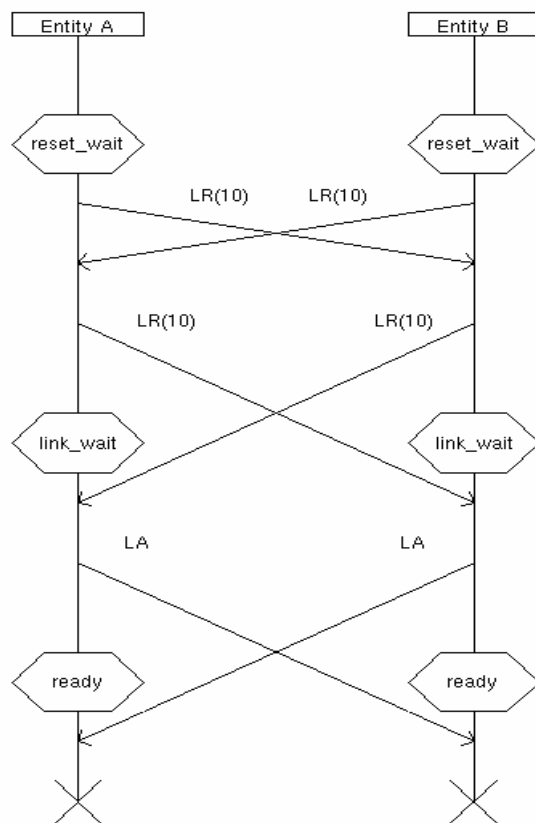 Entity A
Entity B
reset_wait
reset_wait
LR(10)
LR(10)
LR(10)
LR(10)
link_wait
link_wait
LA
LA
ready
ready